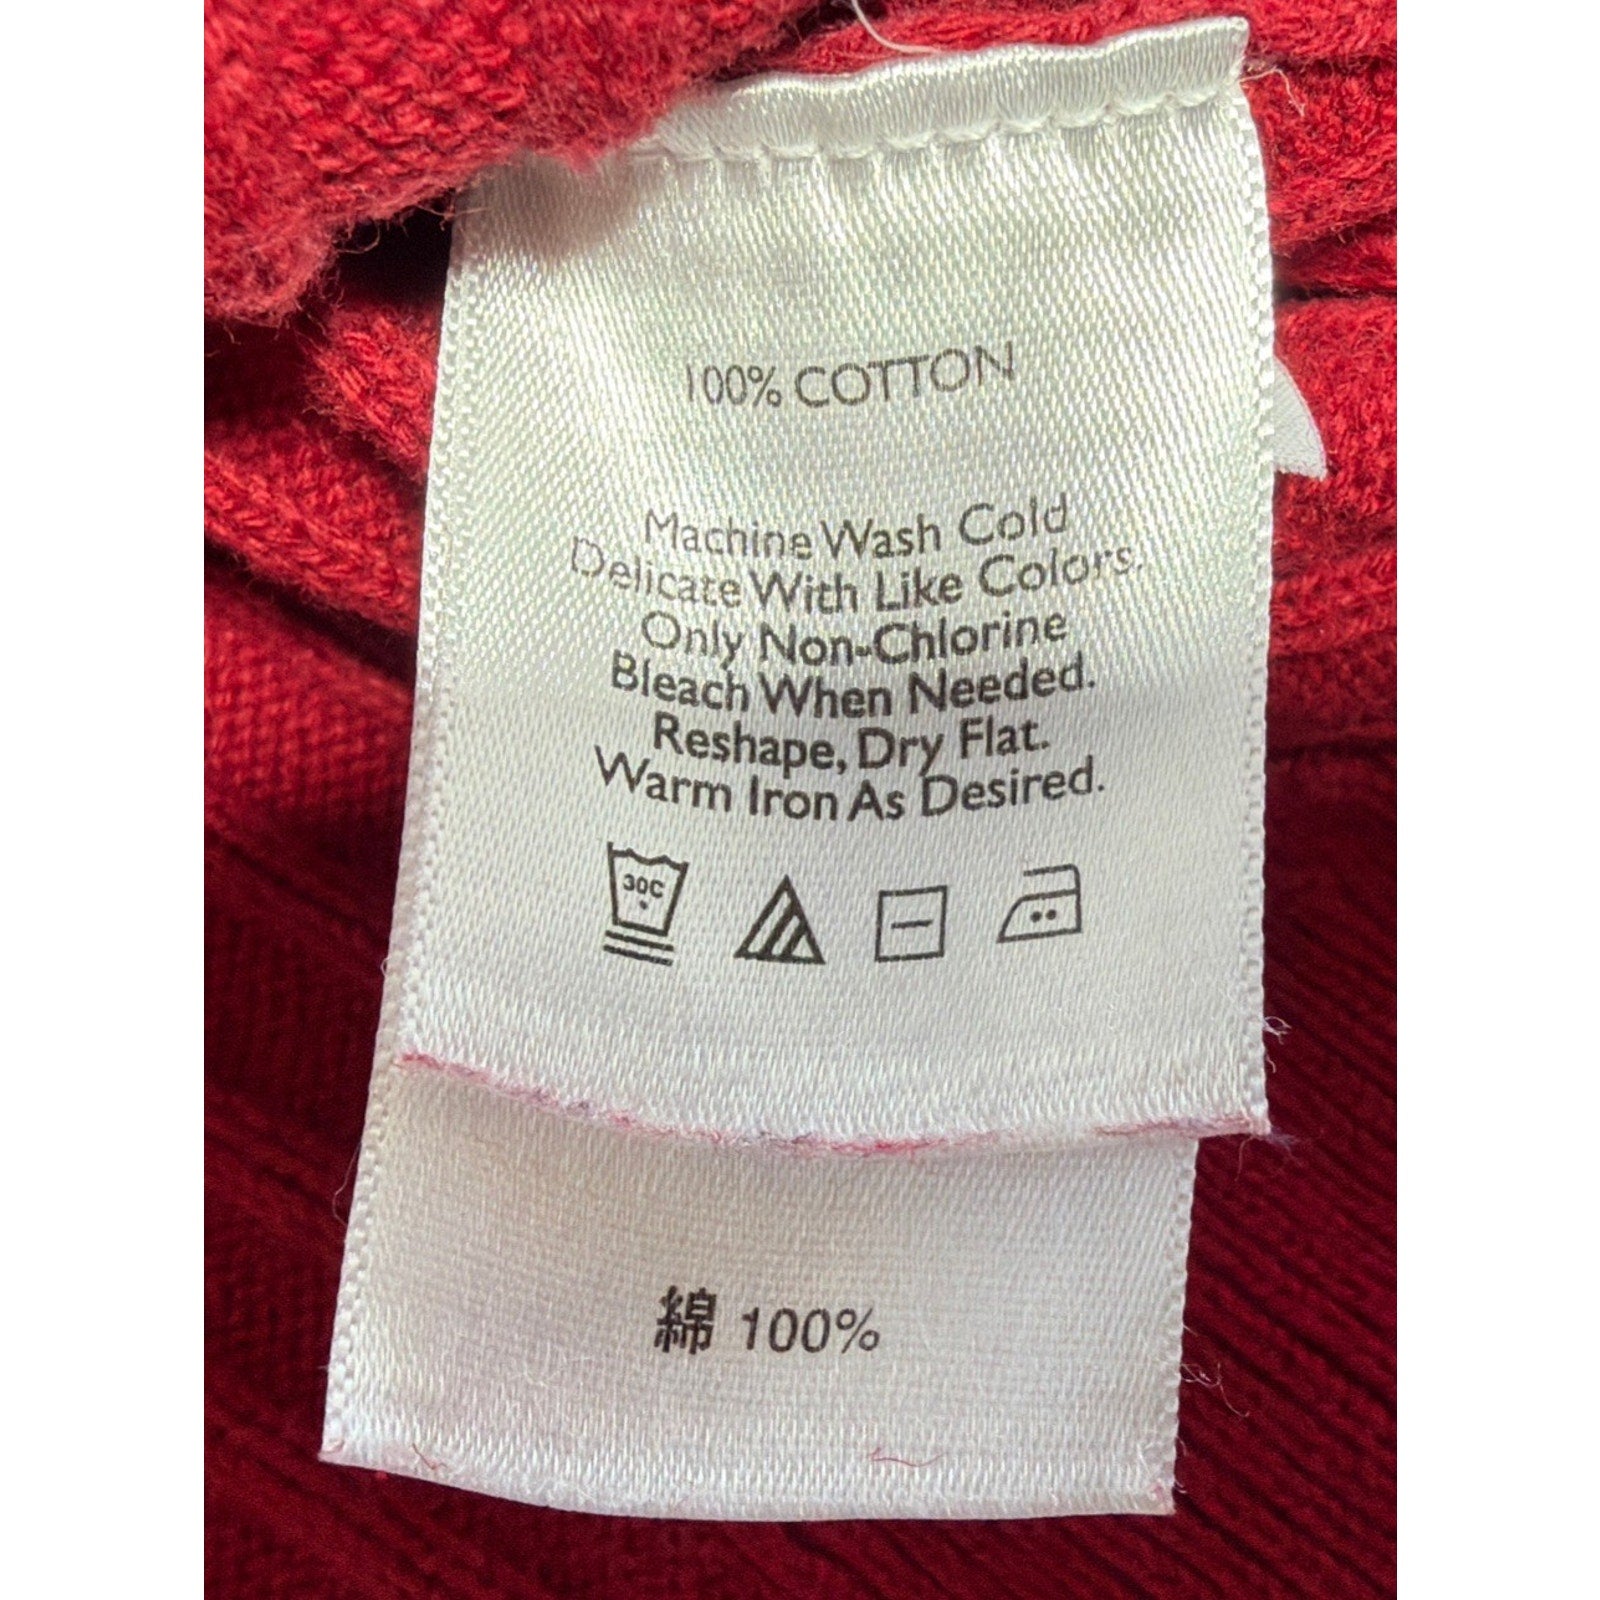 100% COTTON
Machine Wash Cold
Delicate With Like Colors.
Only Non-Chlorine
Bleach When Needed.
Reshape, Dry Flat.
Warm Iron As Desired.
30C
綿 100%